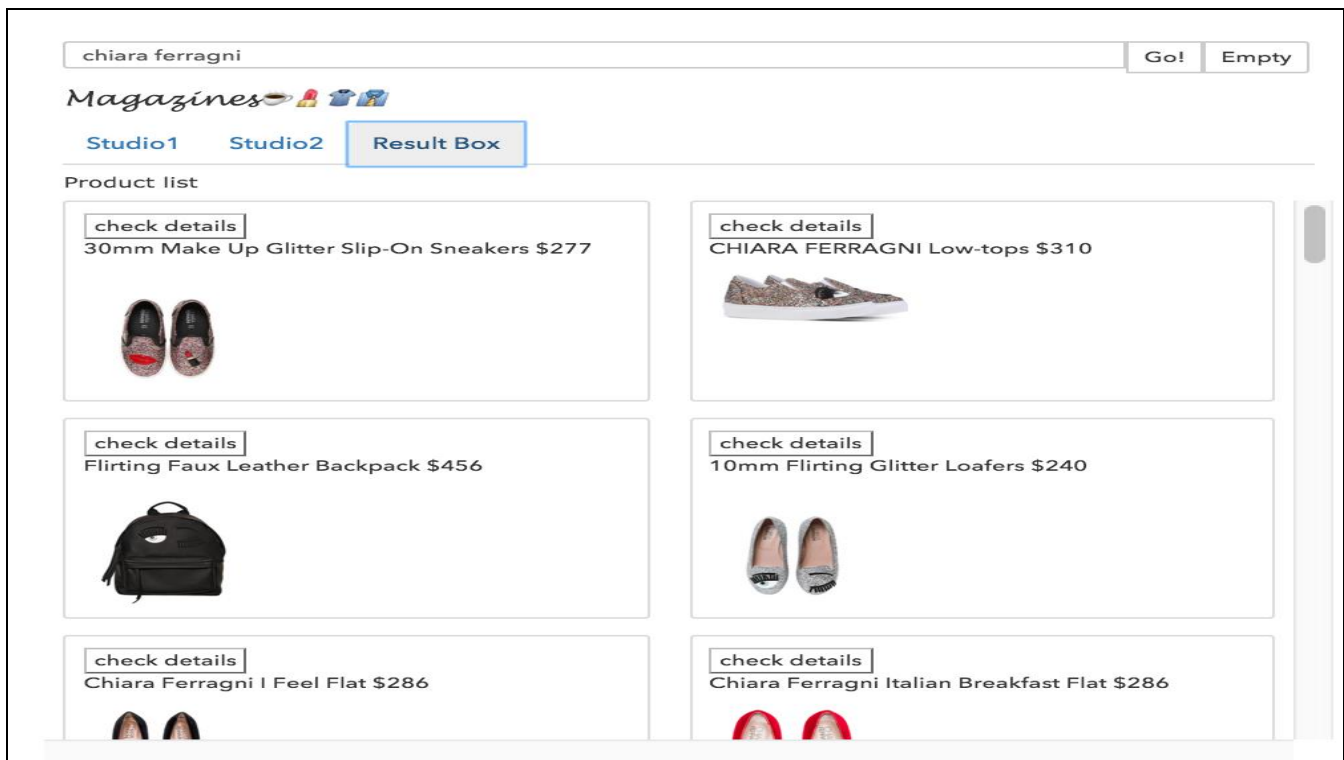 chiara ferragni Go! Empty
Magazines☕💄👕👔
Studio1 Studio2 Result Box
Product list
check details
30mm Make Up Glitter Slip-On Sneakers $277
check details
CHIARA FERRAGNI Low-tops $310
check details
Flirting Faux Leather Backpack $456
check details
10mm Flirting Glitter Loafers $240
check details
Chiara Ferragni I Feel Flat $286
check details
Chiara Ferragni Italian Breakfast Flat $286